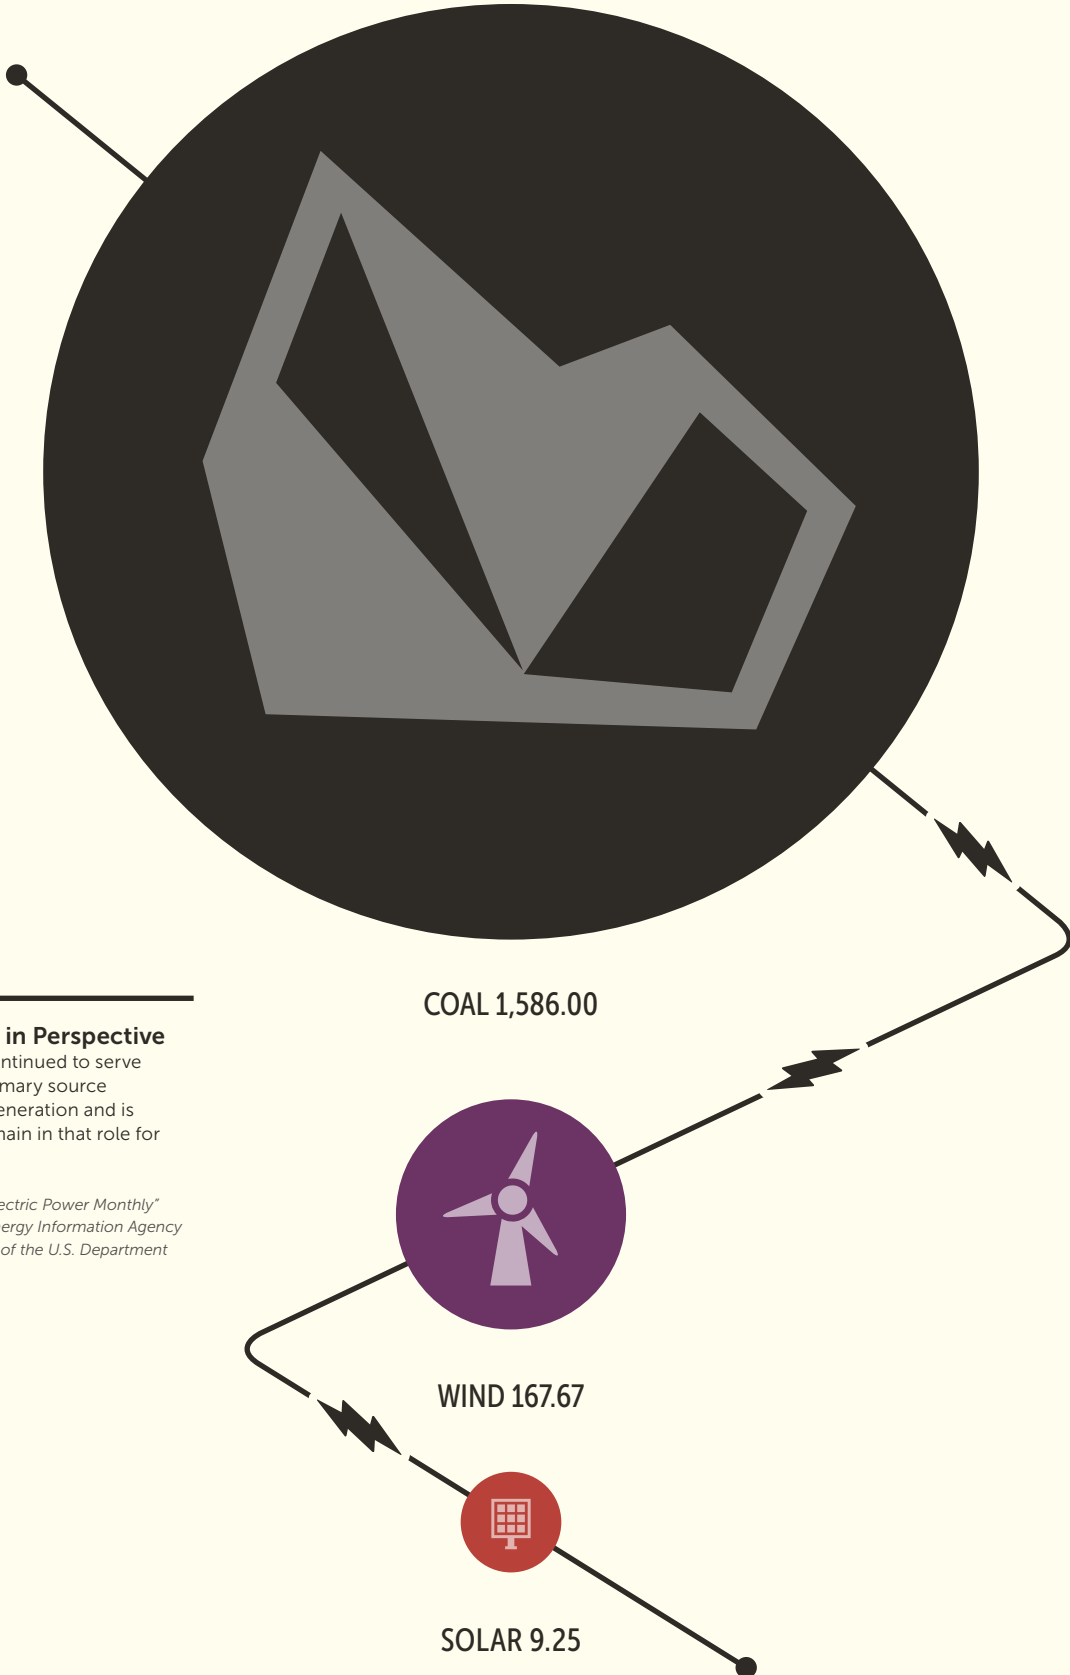 COAL 1,586.00
in Perspective
ntinued to serve
mary source
eneration and is
main in that role for
ectric Power Monthly"
ergy Information Agency
of the U.S. Department
WIND 167.67
SOLAR 9.25